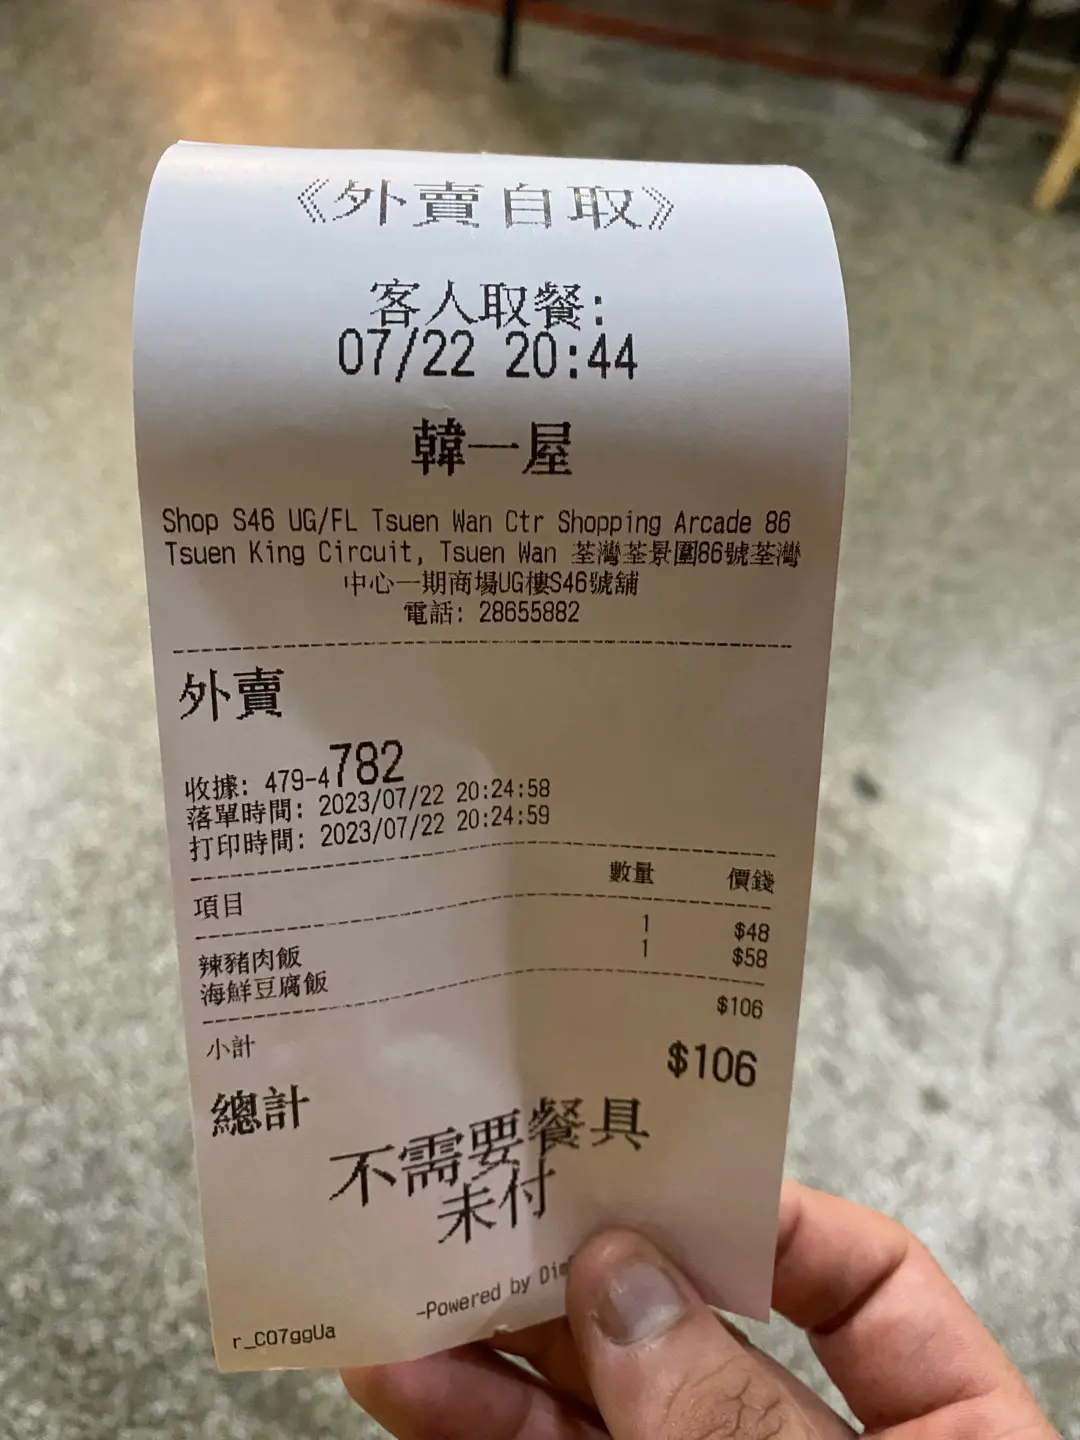 《外賣自取》
客人取餐:
07/22 20:44
韓一屋
Shop S46 UG/FL Tsuen Wan Ctr Shopping Arcade 86
Tsuen King Circuit, Tsuen Wan 荃灣荃景圍86號荃灣
中心一期商場UG樓S46號舖
電話: 28655882
外賣
收據: 479-4782
落單時間: 2023/07/22 20:24:58
打印時間: 2023/07/22 20:24:59
項目 數量 價錢
辣豬肉飯 1 $48
海鮮豆腐飯 1 $58
小計 $106
總計 $106
不需要餐具
未付
-Powered by
r_C07ggUa